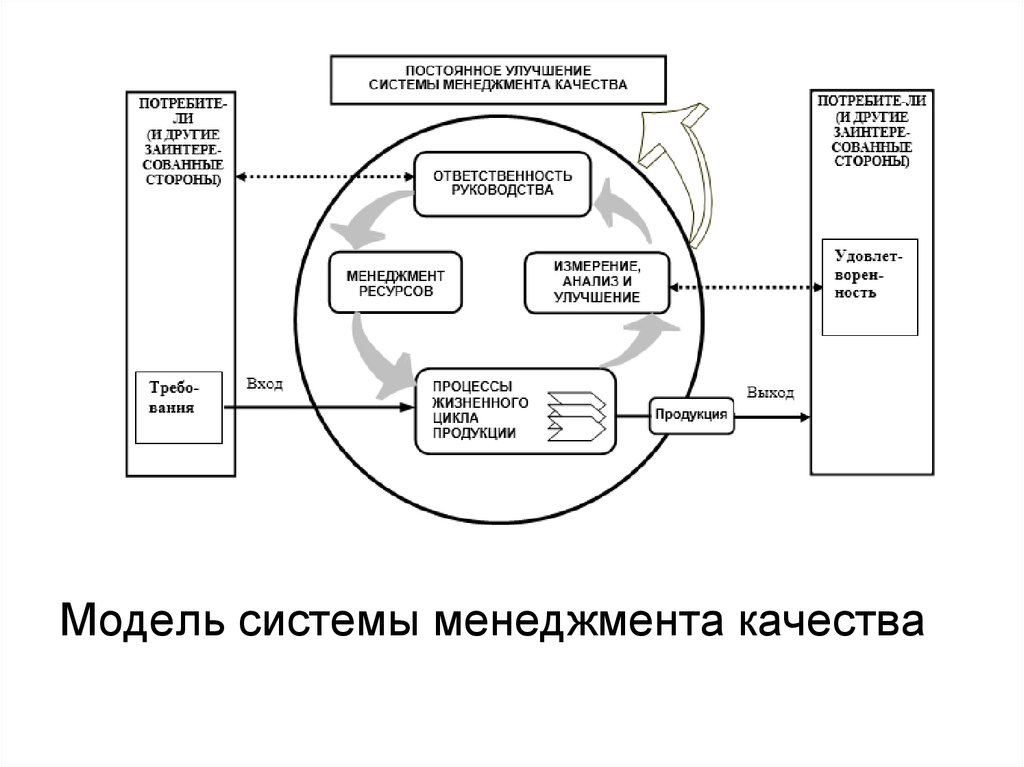 ПОСТОЯННОЕ УЛУЧШЕНИЕ
СИСТЕМЫ МЕНЕДЖМЕНТА КАЧЕСТВА
ПОТРЕБИТЕ-
ЛИ
(И ДРУГИЕ
ЗАИНТЕРЕ-
СОВАННЫЕ
СТОРОНЫ)
ПОТРЕБИТЕ-ЛИ
(И ДРУГИЕ
ЗАИНТЕРЕ-
СОВАННЫЕ
СТОРОНЫ)
ОТВЕТСТВЕННОСТЬ
РУКОВОДСТВА
МЕНЕДЖМЕНТ
РЕСУРСОВ
ИЗМЕРЕНИЕ,
АНАЛИЗ И
УЛУЧШЕНИЕ
Удовлет-
ворен-
ность
Требо-
вания
Вход
ПРОЦЕССЫ
ЖИЗНЕННОГО
ЦИКЛА
ПРОДУКЦИИ
Продукция
Выход
Модель системы менеджмента качества